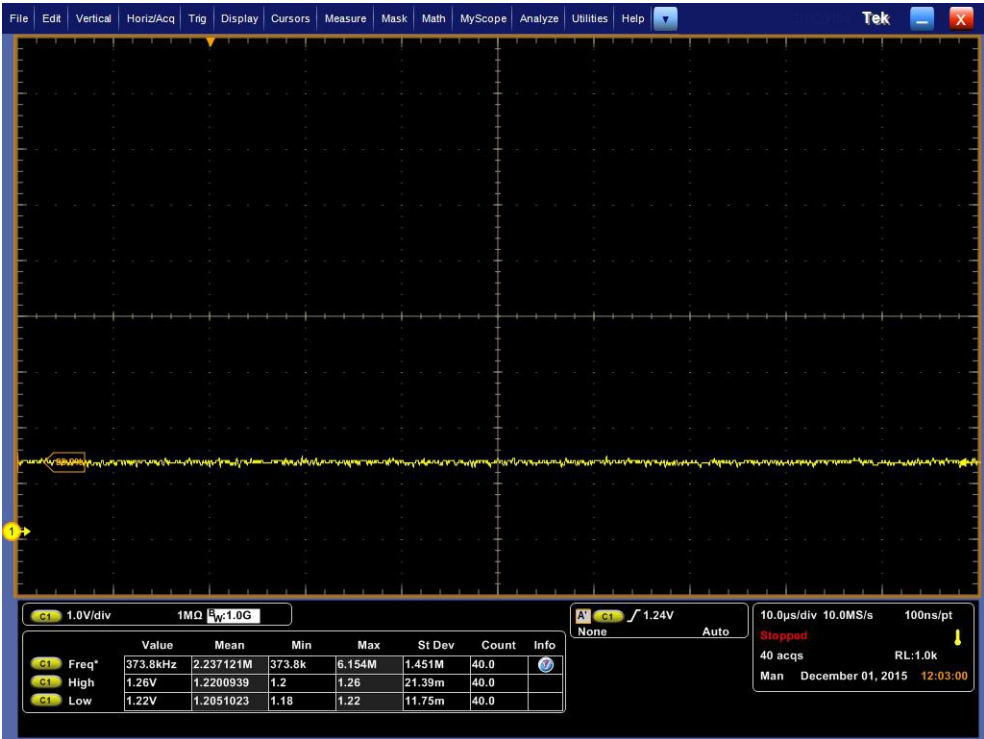 File Edit Vertical Horiz/Acq Trig Display Cursors Measure Mask Math MyScope Analyze Utilities Help Tek X
1
C1 1.0V/div 1MΩ BW:1.0G
A' C1 1.24V
None Auto
10.0µs/div 10.0MS/s 100ns/pt
Stopped
40 acqs RL:1.0k
Man December 01, 2015 12:03:00
Value Mean Min Max St Dev Count Info
C1 Freq* 373.8kHz 2.237121M 373.8k 6.154M 1.451M 40.0
C1 High 1.26V 1.2200939 1.2 1.26 21.39m 40.0
C1 Low 1.22V 1.2051023 1.18 1.22 11.75m 40.0